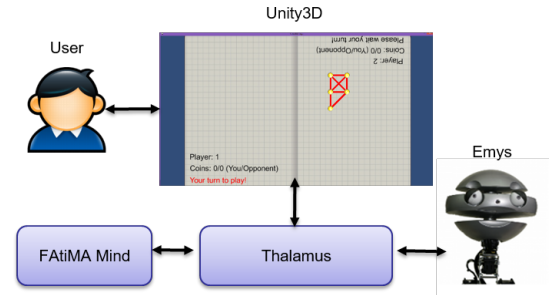 Unity3D
User
Please wait your turn!
Coins: 0/0 (You/Opponent)
Player: 2
Player: 1
Coins: 0/0 (You/Opponent)
Your turn to play!
Emys
FAtiMA Mind
Thalamus